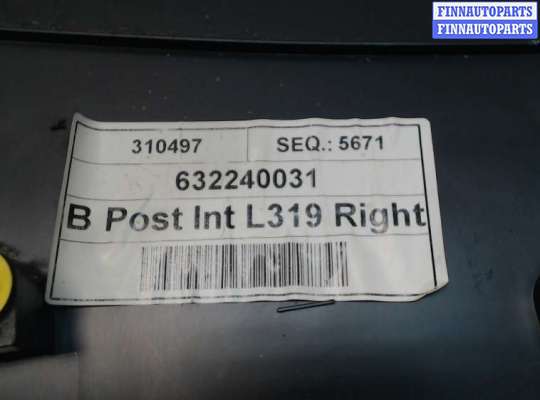 FINNAUTOPARTS
FINNAUTOPARTS
310497 SEQ.: 5671
632240031
B Post Int L319 Right